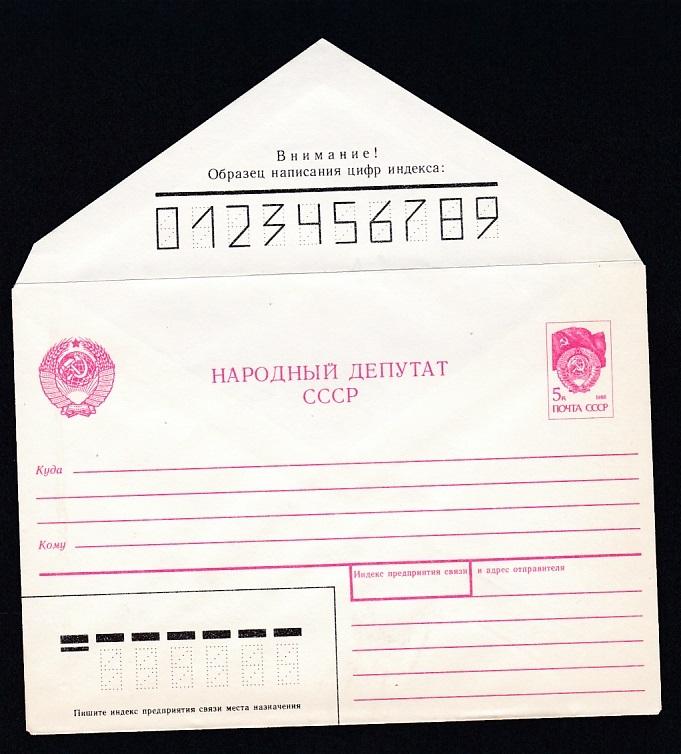 Внимание!
Образец написания цифр индекса:
0123456789
НАРОДНЫЙ ДЕПУТАТ
СССР
5к
ПОЧТА СССР
Куда
Кому
Индекс предприятия связи и адрес отправителя
Пишите индекс предприятия связи места назначения